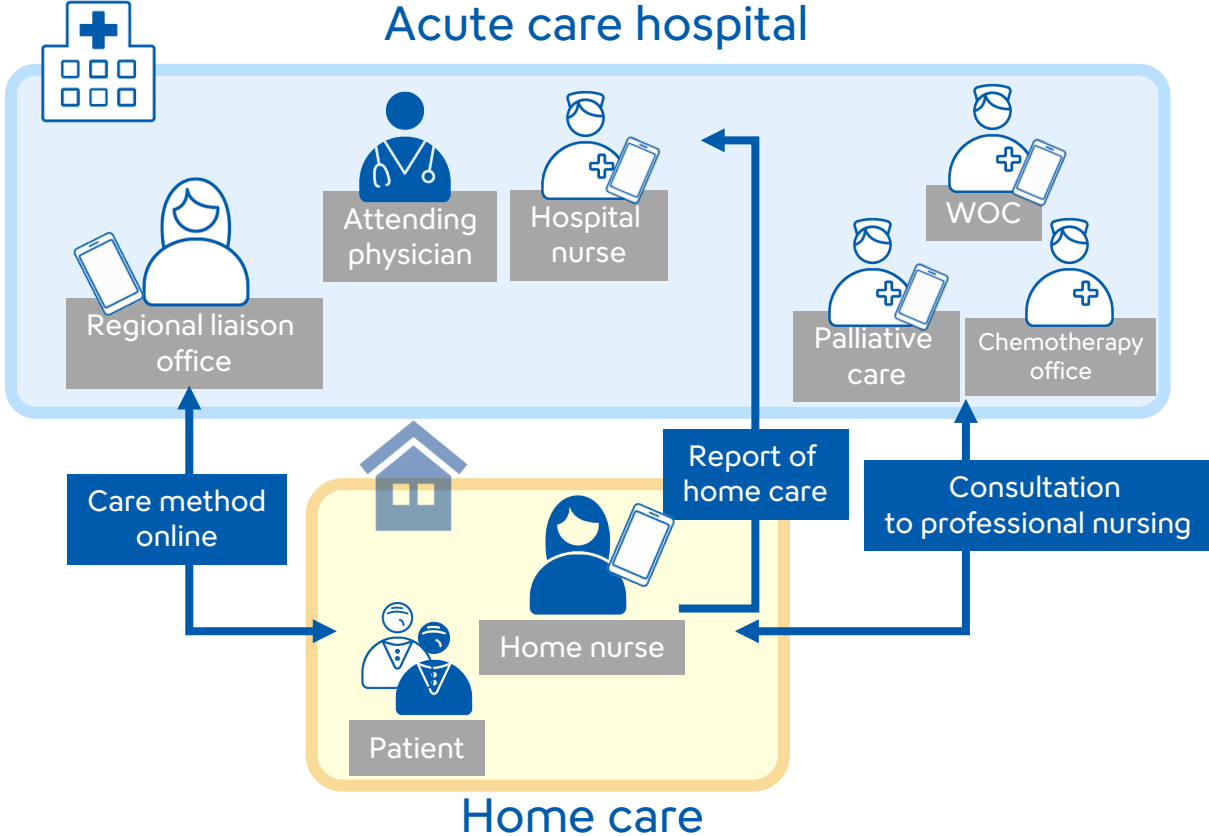 Acute care hospital
Attending
physician
Hospital
nurse
WOC
Regional liaison
office
Palliative
care
Chemotherapy
office
Care method
online
Report of
home care
Consultation
to professional nursing
Home nurse
Patient
Home care